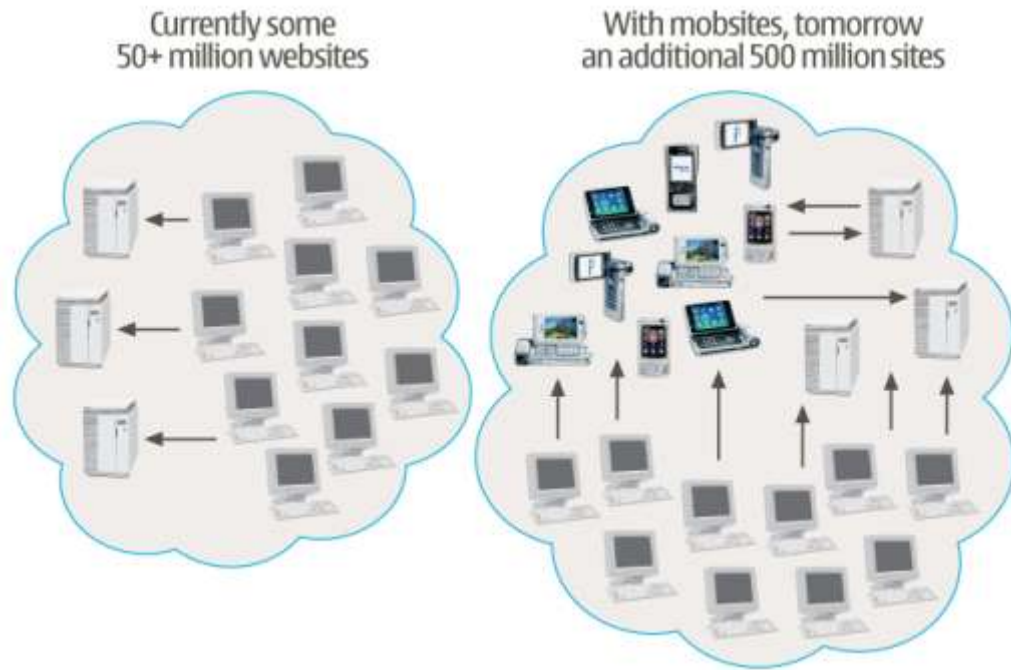 Currently some
50+ million websites
With mobsites, tomorrow
an additional 500 million sites